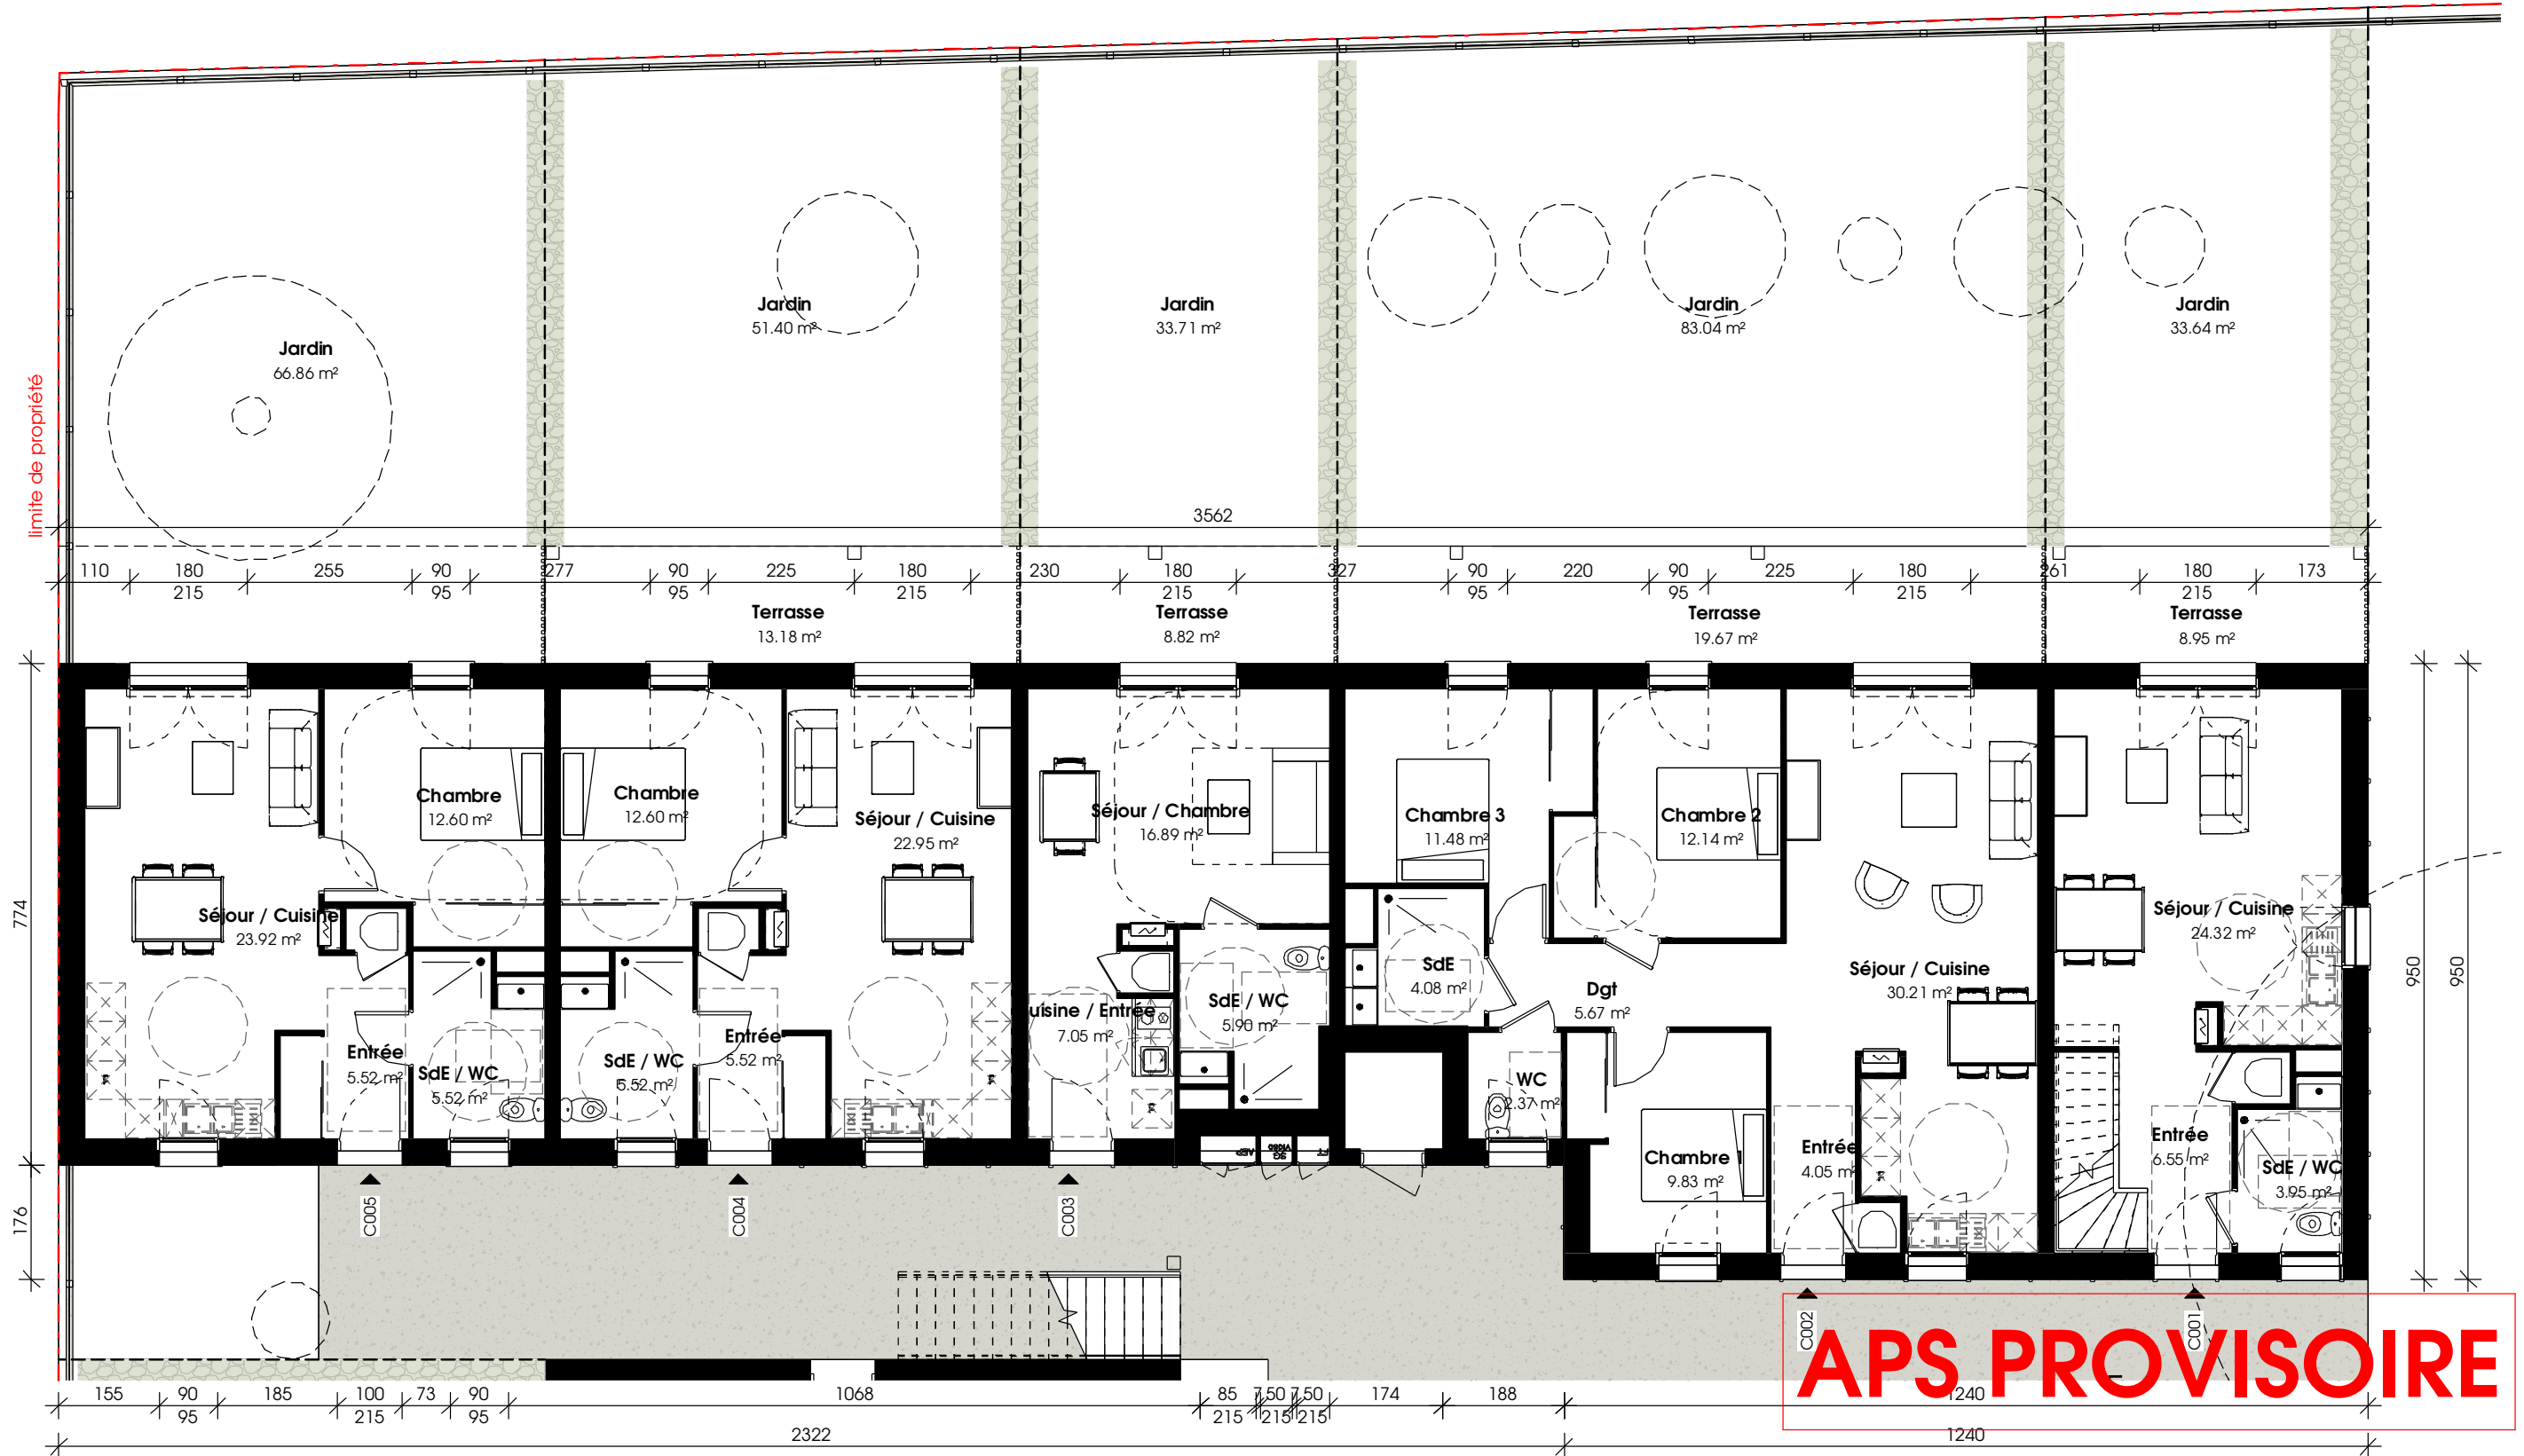 Jardin
51.40 m²
Jardin
33.71 m²
Jardin
83.04 m²
Jardin
33.64 m²
Jardin
66.86 m²
limite de propriété
3562
110
180
215
255
90
95
277
90
95
225
180
215
230
180
215
327
90
95
220
90
95
225
180
215
261
180
215
173
Terrasse
13.18 m²
Terrasse
8.82 m²
Terrasse
19.67 m²
Terrasse
8.95 m²
Chambre
12.60 m²
Chambre
12.60 m²
Séjour / Cuisine
22.95 m²
Séjour / Chambre
16.89 m²
Chambre 3
11.48 m²
Chambre 2
12.14 m²
Séjour / Cuisine
23.92 m²
Séjour / Cuisine
24.32 m²
SdE
4.08 m²
Séjour / Cuisine
30.21 m²
Dgt
5.67 m²
SdE / WC
5.90 m²
uisine / Entrée
7.05 m²
Entrée
5.52 m²
SdE / WC
5.52 m²
SdE / WC
5.52 m²
Entrée
5.52 m²
WC
2.37 m²
Chambre 1
9.83 m²
Entrée
4.05 m²
Entrée
6.55 m²
SdE / WC
3.95 m²
774
176
950
950
AEP
SG
FT
C005
C004
C003
C002
C001
APS PROVISOIRE
155
90
95
185
100
215
73
90
95
1068
85
215
7.50
215
7.50
215
174
188
1240
2322
1240